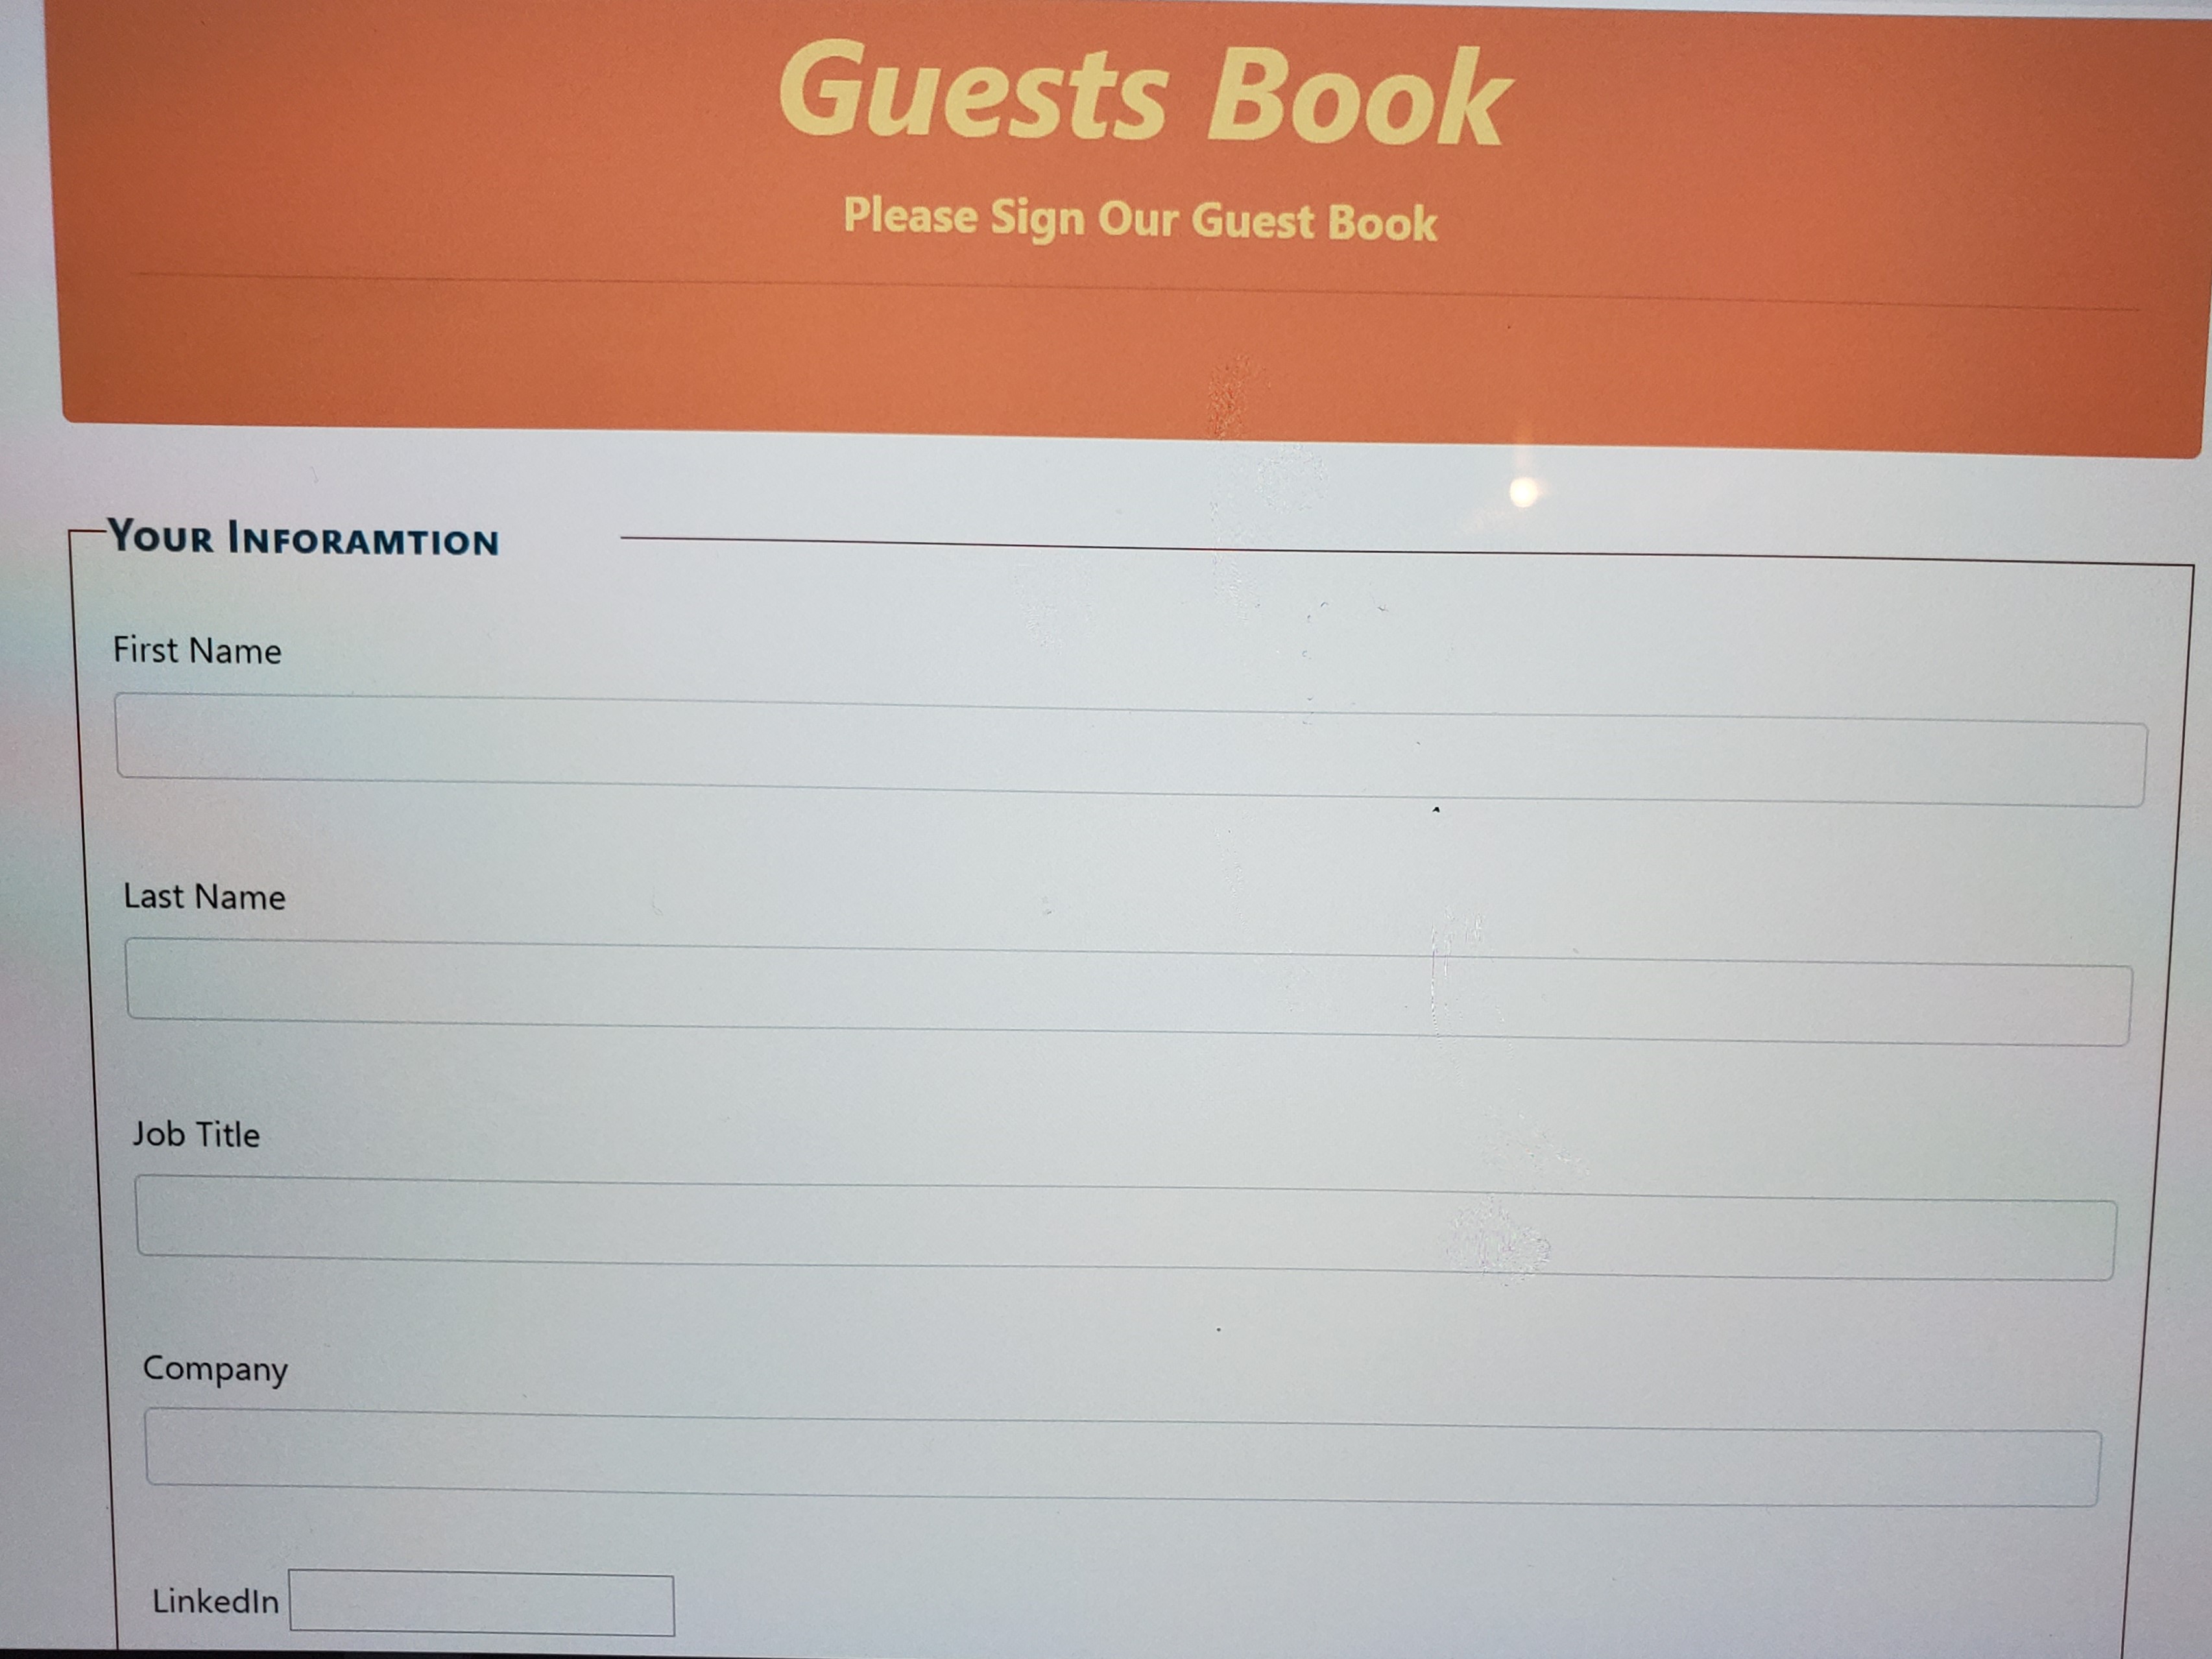 Guests Book
Please Sign Our Guest Book
Your Inforamtion
First Name
Last Name
Job Title
Company
LinkedIn